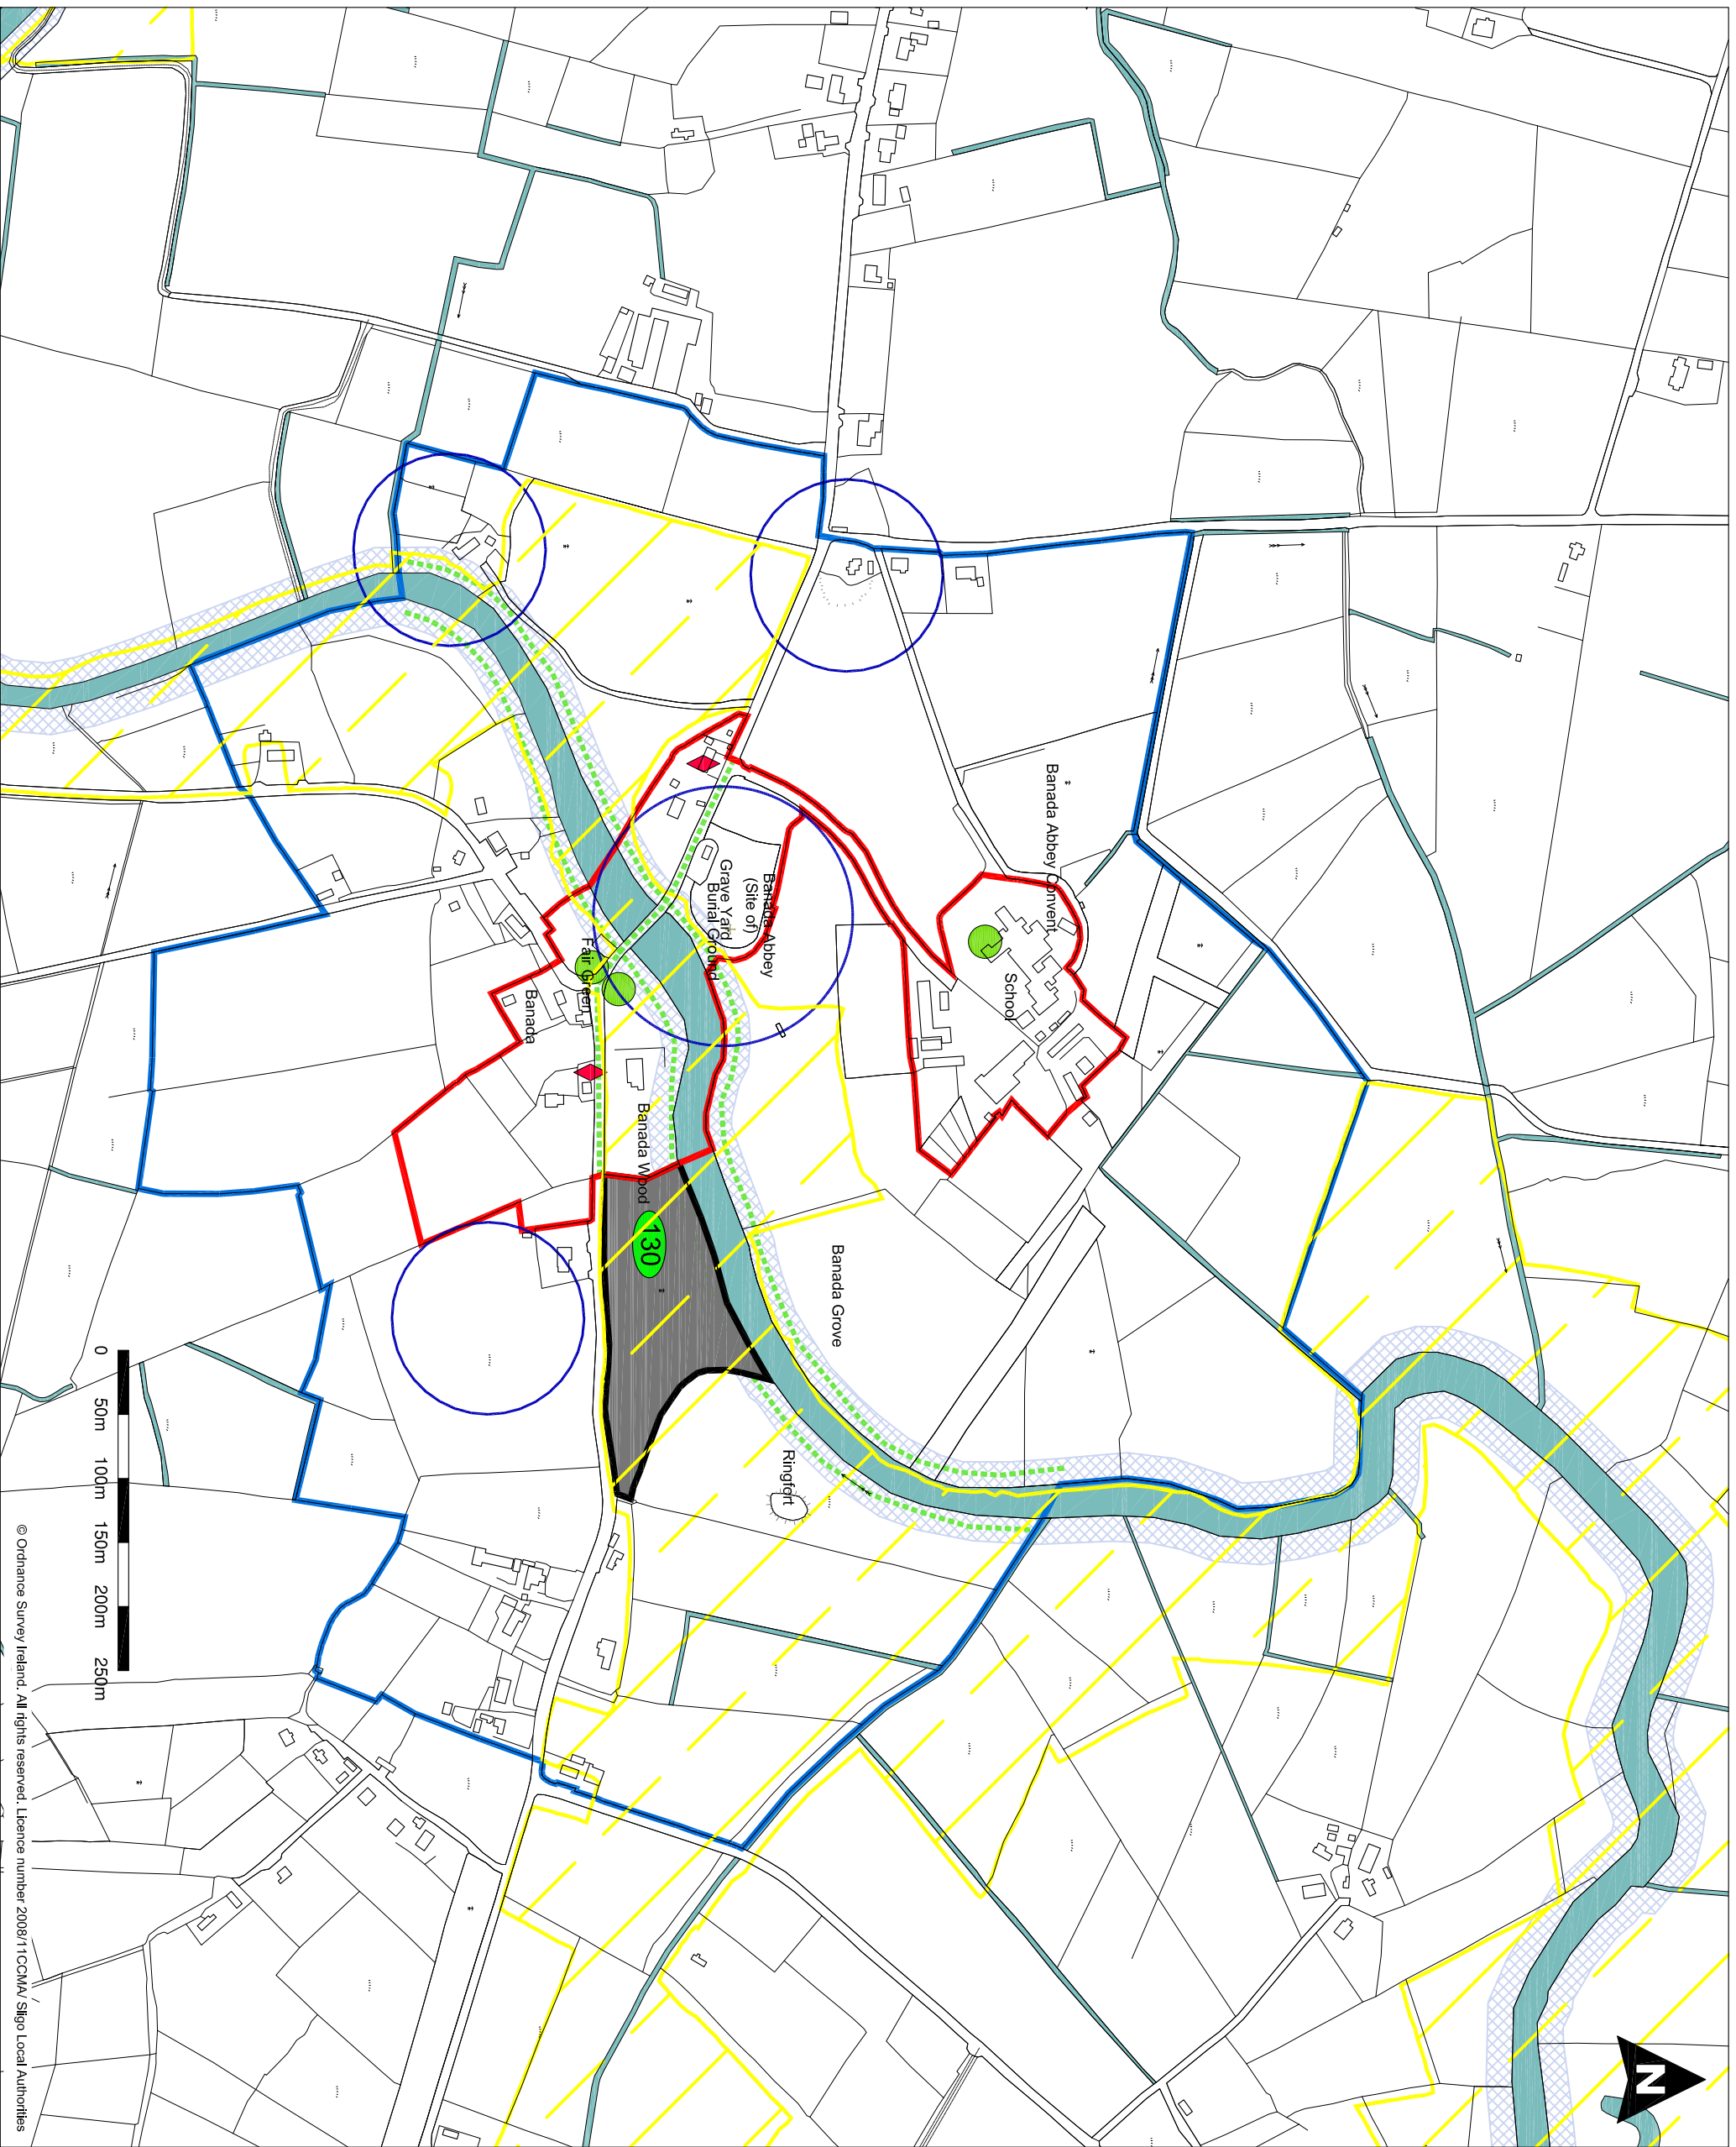 N
Banada Abbey Convent
School
Banada Abbey
(Site of)
Grave Yard
Burial Ground
Fair Green
Banada
Banada Wood
130
Banada Grove
Ringfort
0
50m
100m
150m
200m
250m
© Ordnance Survey Ireland. All rights reserved. Licence number 2008/11CCMA/ Sligo Local Authorities